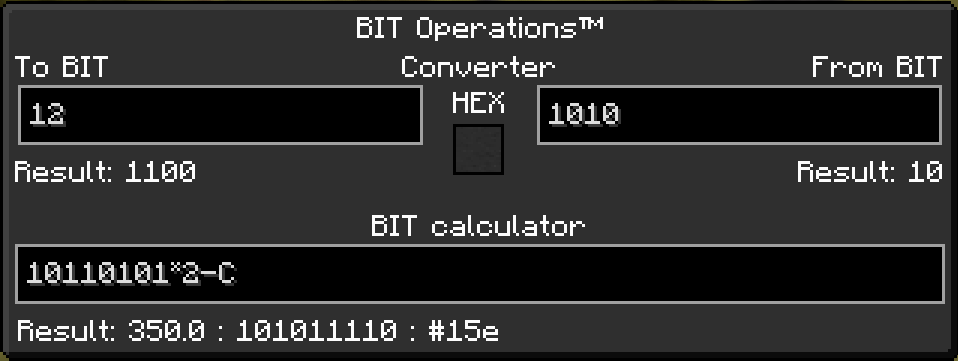 BIT Operations™
To BIT Converter From BIT
HEX
12 1010
Result: 1100 Result: 10
BIT calculator
10110101*2-C
Result: 350.0 : 101011110 : #15e